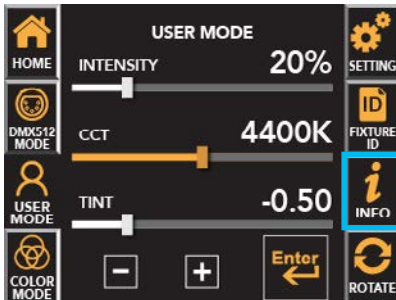 USER MODE
HOME
INTENSITY 20%
SETTING
DMX512
MODE
CCT 4400K
ID
FIXTURE
ID
USER
MODE
TINT -0.50
i
INFO
COLOR
MODE
- +
Enter
ROTATE